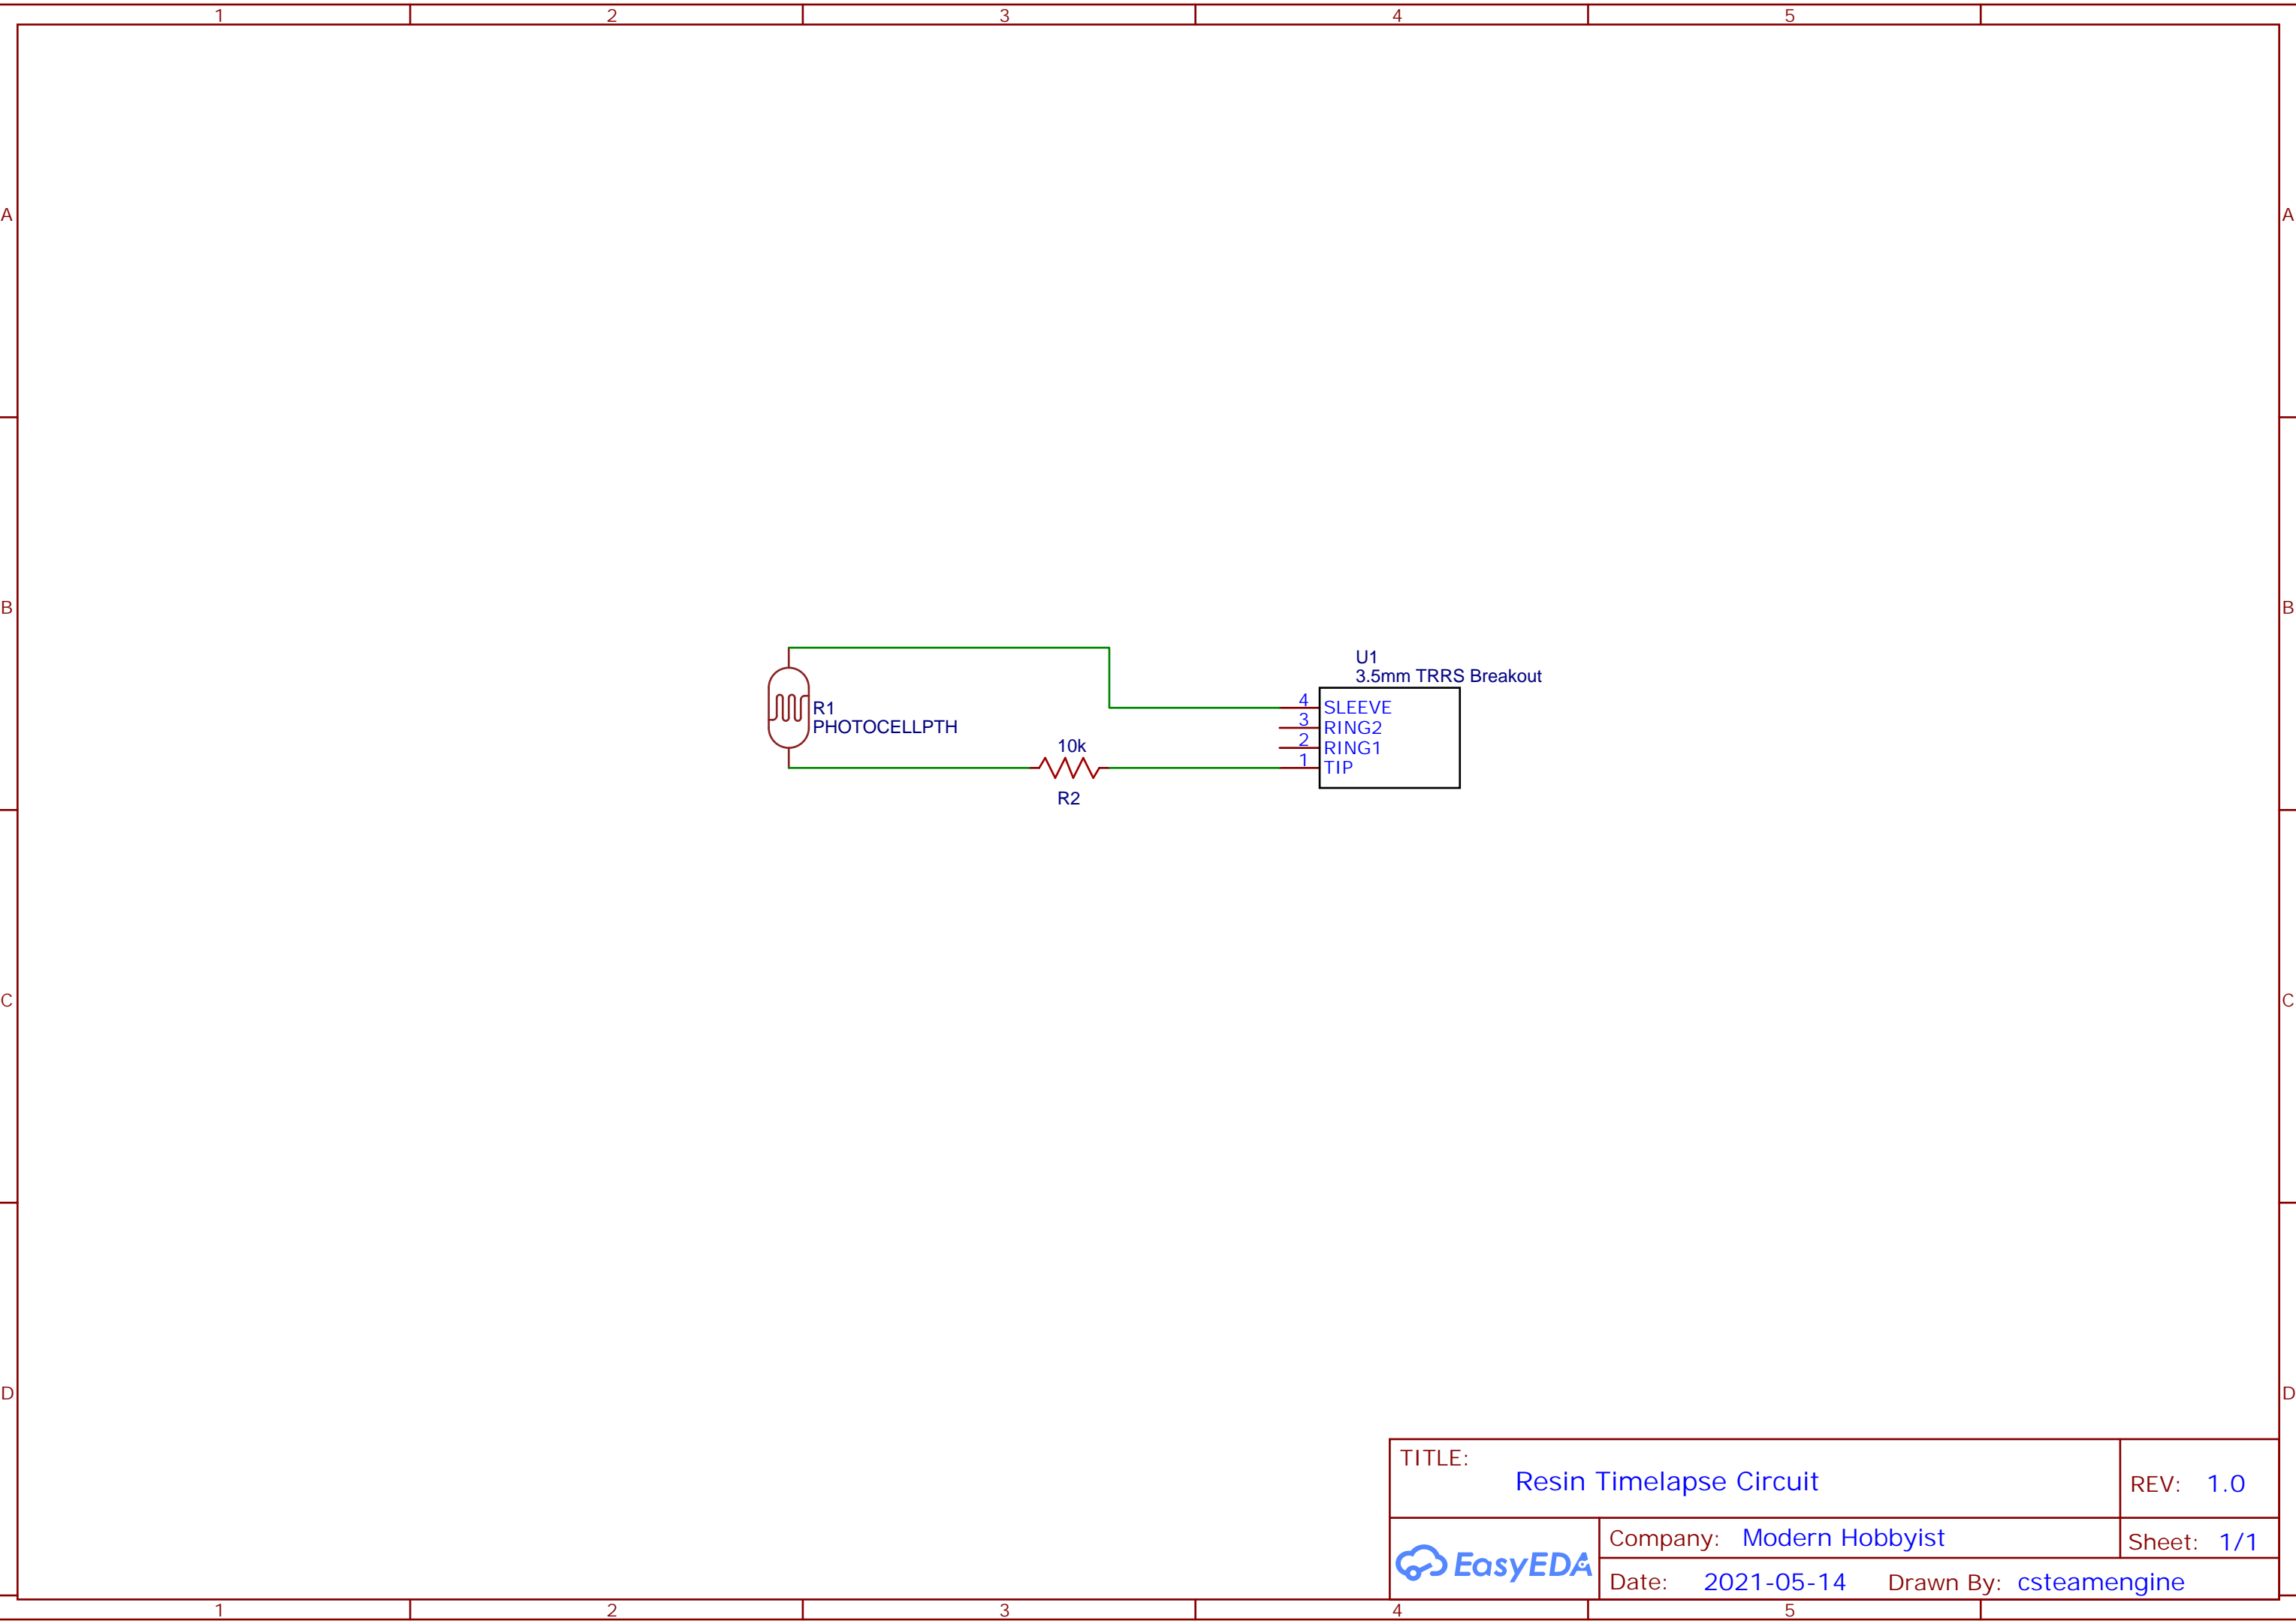 1 2 3 4 5
A A
B B
U1
3.5mm TRRS Breakout
4 SLEEVE
R1
3 RING2
PHOTOCELLPTH
10k
2 RING1
1 TIP
R2
C C
D D
TITLE:
Resin Timelapse Circuit
REV: 1.0
Company: Modern Hobbyist
Sheet: 1/1
EasyEDA
Date: 2021-05-14 Drawn By: csteamengine
1 2 3 4 5